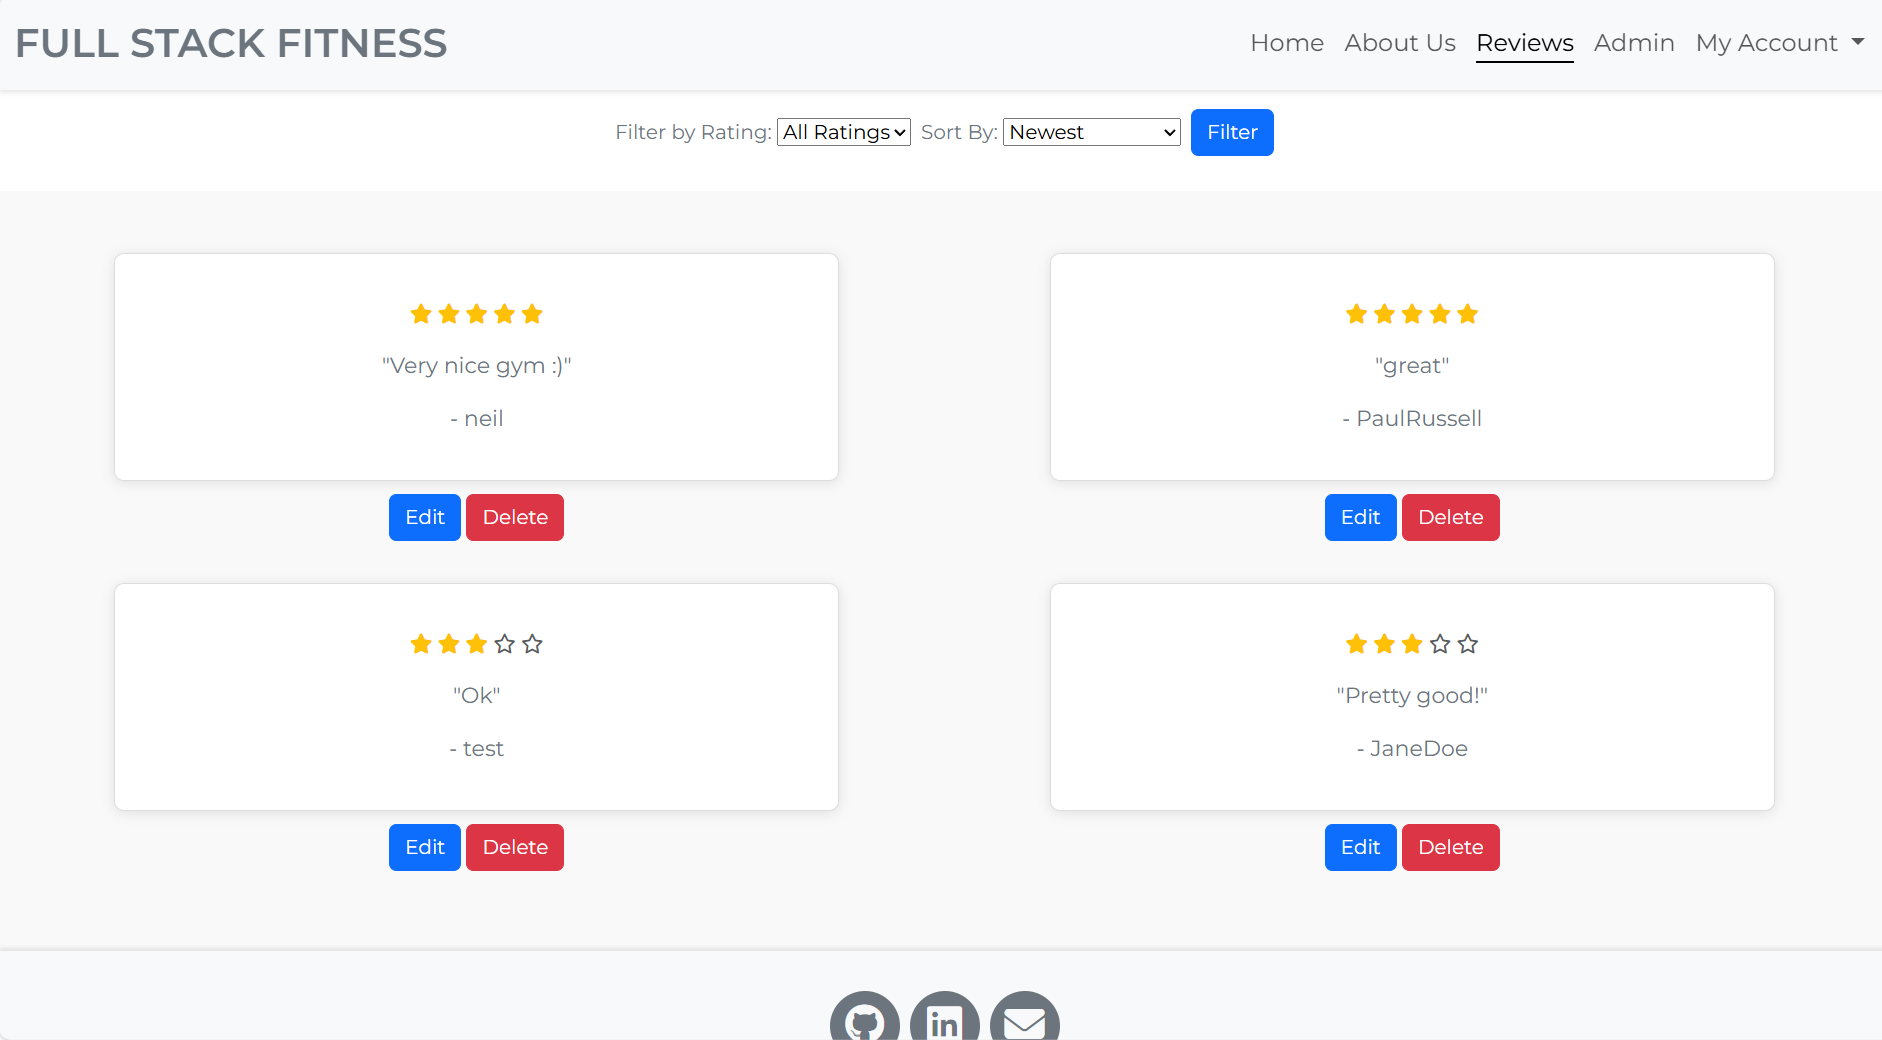 FULL STACK FITNESS
Home About Us Reviews Admin My Account
Filter by Rating: All Ratings Sort By: Newest Filter
"Very nice gym :)"
- neil
Edit Delete
"great"
- PaulRussell
Edit Delete
"Ok"
- test
Edit Delete
"Pretty good!"
- JaneDoe
Edit Delete
in